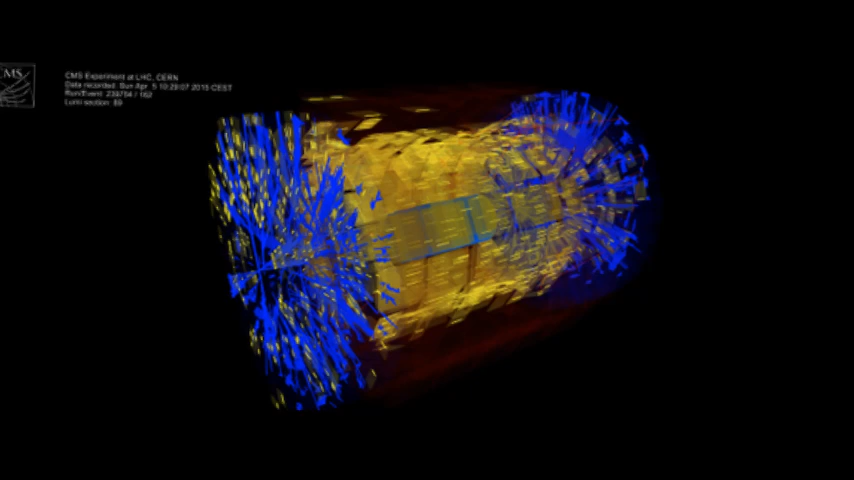 CMS
CMS Experiment at LHC, CERN
Data recorded: Sun Apr 5 10:29:07 2015 CEST
Run/Event: 239754 / 162
Lumi section: 89